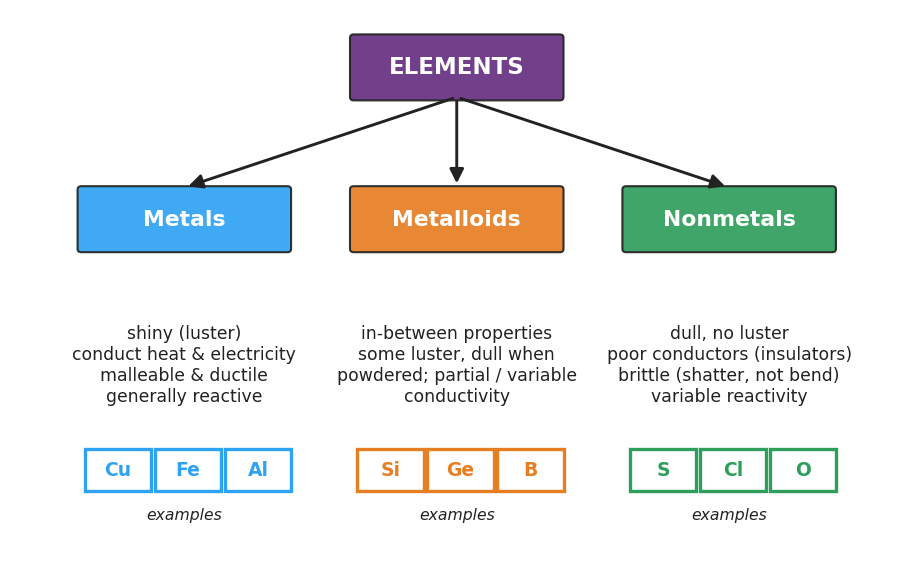 ELEMENTS
Metals
Metalloids
Nonmetals
shiny (luster)
conduct heat & electricity
malleable & ductile
generally reactive
in-between properties
some luster, dull when
powdered; partial / variable
conductivity
dull, no luster
poor conductors (insulators)
brittle (shatter, not bend)
variable reactivity
Cu Fe Al
examples
Si Ge B
examples
S Cl O
examples